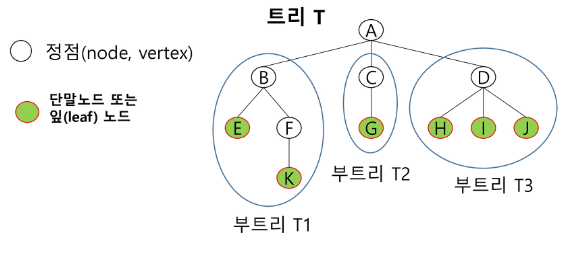 트리 T
정점(node, vertex)
단말노드 또는
잎(leaf) 노드
A
B
C
D
E
F
G
H
I
J
K
부트리 T1
부트리 T2
부트리 T3